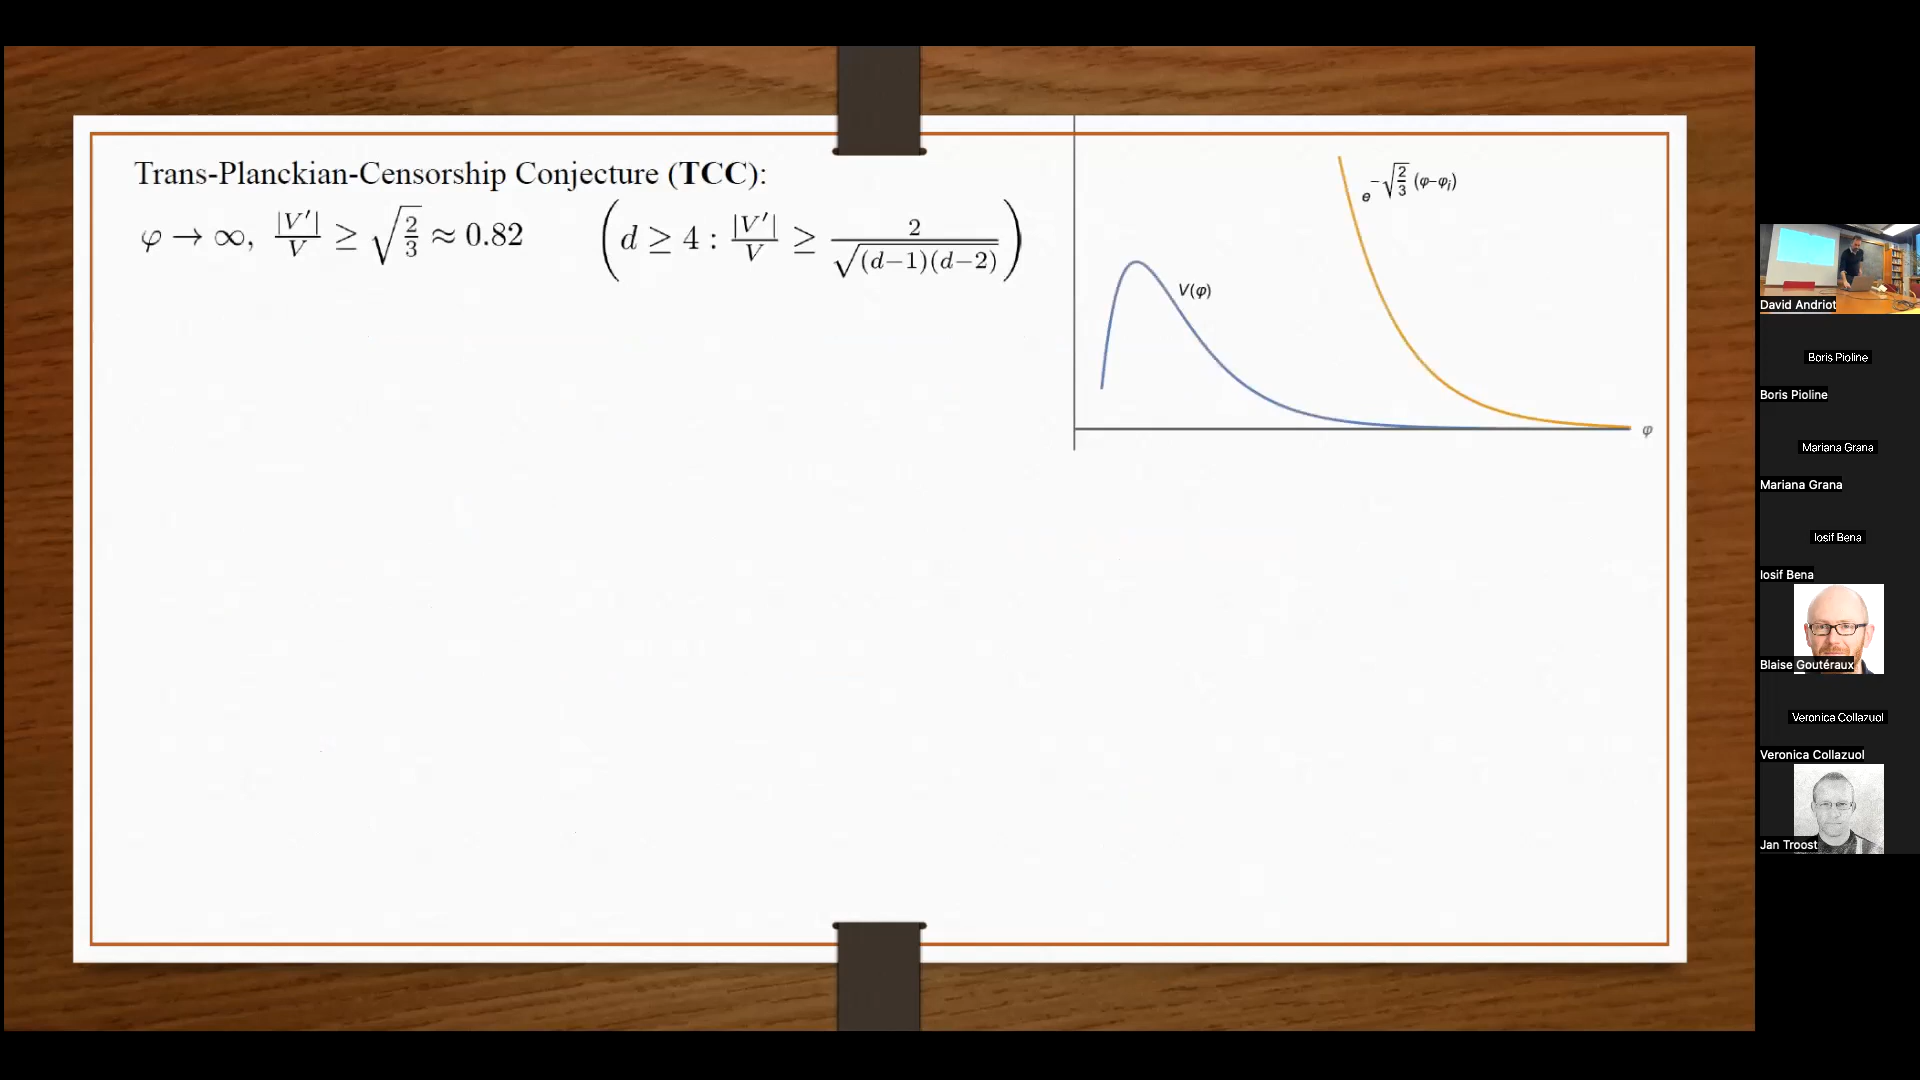 Trans-Planckian-Censorship Conjecture (TCC):
φ → ∞, |V′|/V ≥ √(2/3) ≈ 0.82 (d ≥ 4 : |V′|/V ≥ 2/√((d−1)(d−2)))
e^(−√(2/3) (φ−φᵢ))
V(φ)
φ
David Andriot
Boris Pioline
Boris Pioline
Mariana Grana
Mariana Grana
Iosif Bena
Iosif Bena
Blaise Goutéraux
Veronica Collazuol
Veronica Collazuol
Jan Troost